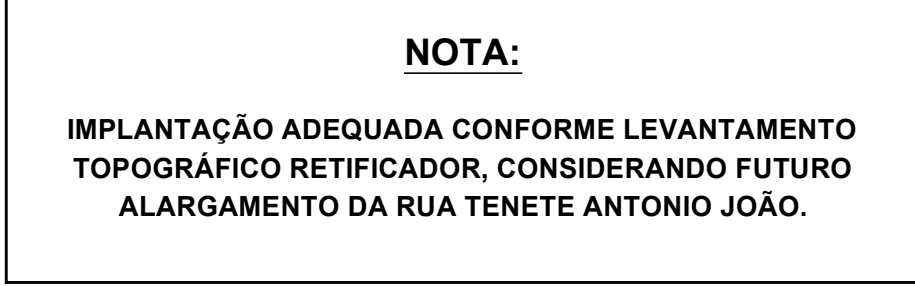 NOTA:
IMPLANTAÇÃO ADEQUADA CONFORME LEVANTAMENTO
TOPOGRÁFICO RETIFICADOR, CONSIDERANDO FUTURO
ALARGAMENTO DA RUA TENETE ANTONIO JOÃO.